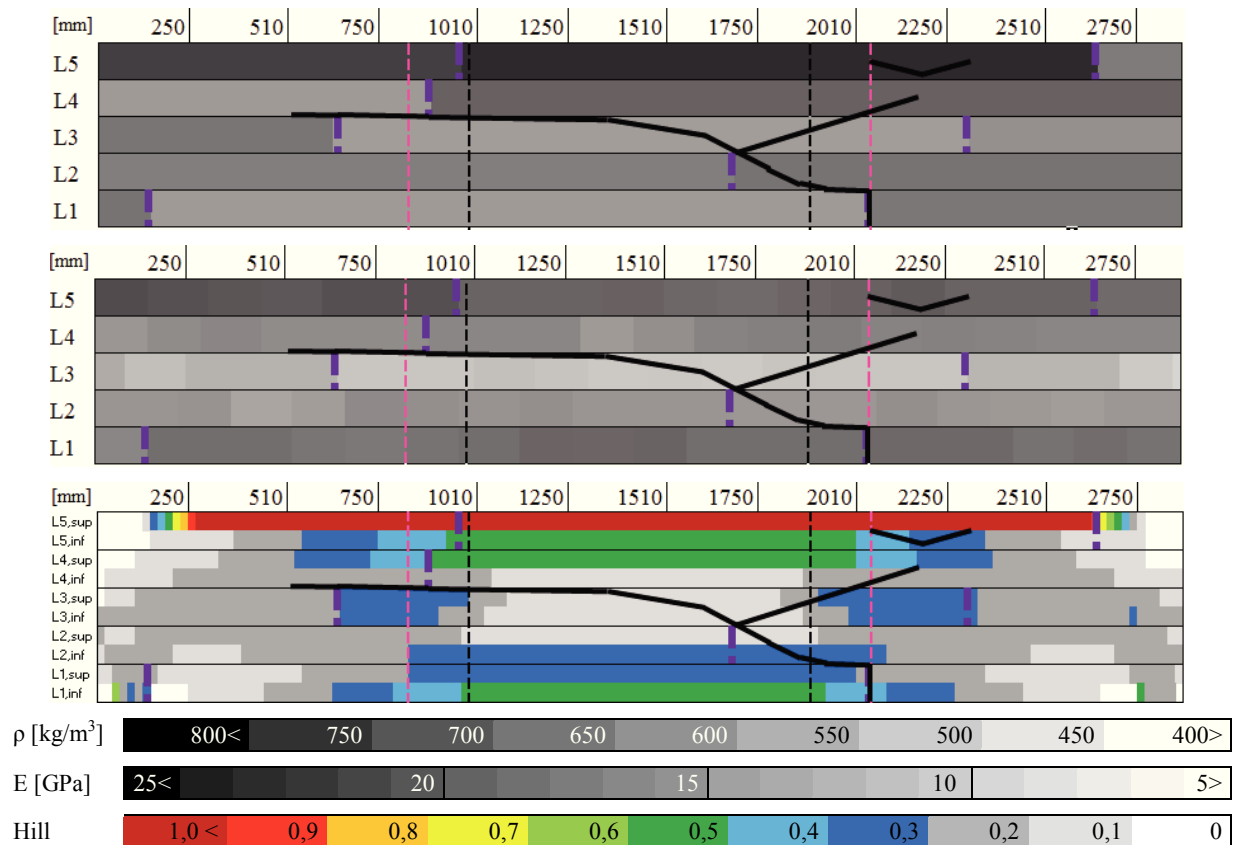 [mm] 250 510 750 1010 1250 1510 1750 2010 2250 2510 2750
L5
L4
L3
L2
L1
[mm] 250 510 750 1010 1250 1510 1750 2010 2250 2510 2750
L5
L4
L3
L2
L1
[mm] 250 510 750 1010 1250 1510 1750 2010 2250 2510 2750
L5,sup
L5,inf
L4,sup
L4,inf
L3,sup
L3,inf
L2,sup
L2,inf
L1,sup
L1,inf
ρ [kg/m³] 800< 750 700 650 600 550 500 450 400>
E [GPa] 25< 20 15 10 5>
Hill 1,0 < 0,9 0,8 0,7 0,6 0,5 0,4 0,3 0,2 0,1 0